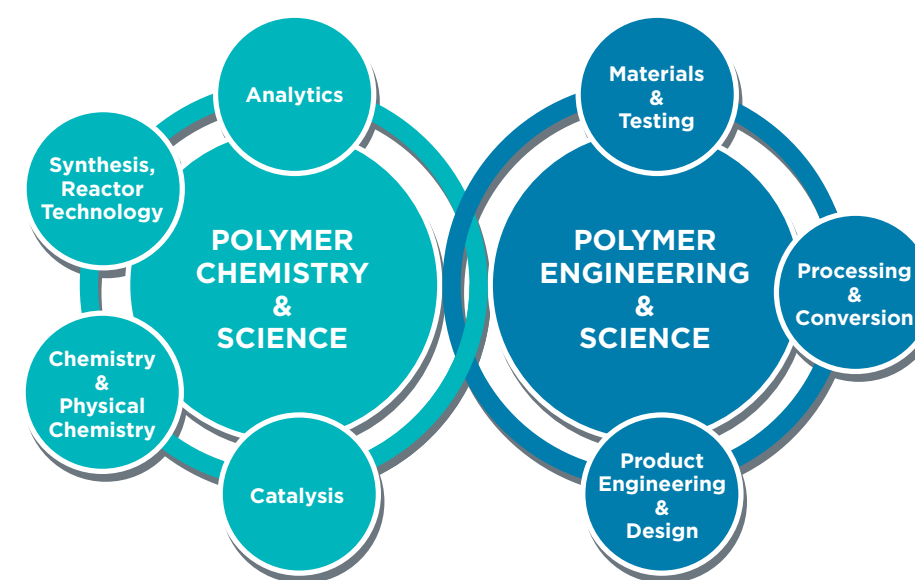 Analytics
Synthesis,
Reactor
Technology
POLYMER
CHEMISTRY
&
SCIENCE
Chemistry
&
Physical
Chemistry
Catalysis
Materials
&
Testing
POLYMER
ENGINEERING
&
SCIENCE
Processing
&
Conversion
Product
Engineering
&
Design